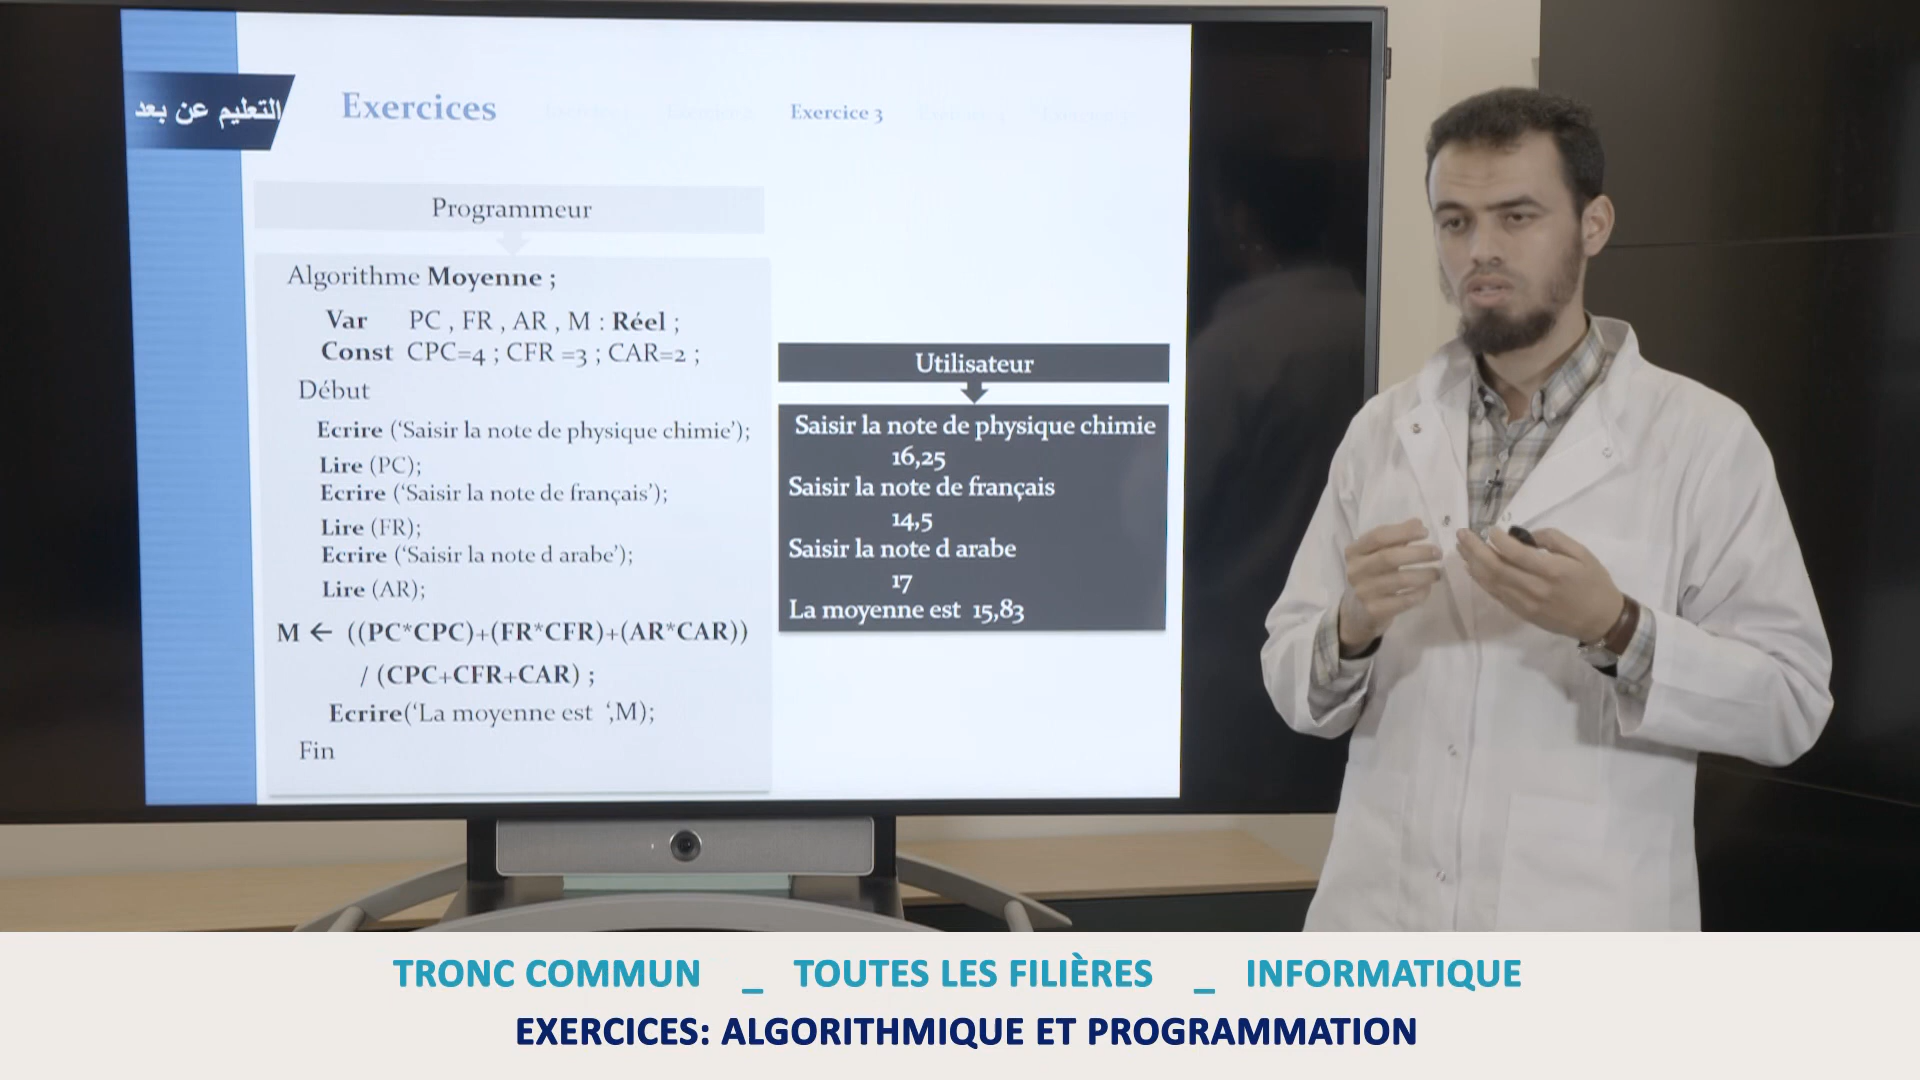 التعليم عن بعد
Exercices
Exercice 3
Programmeur
Algorithme Moyenne ;
Var PC , FR , AR , M : Réel ;
Const CPC=4 ; CFR =3 ; CAR=2 ;
Début
Ecrire (‘Saisir la note de physique chimie’);
Lire (PC);
Ecrire (‘Saisir la note de français’);
Lire (FR);
Ecrire (‘Saisir la note d arabe’);
Lire (AR);
M ← ((PC*CPC)+(FR*CFR)+(AR*CAR))
/ (CPC+CFR+CAR) ;
Ecrire(‘La moyenne est ‘,M);
Fin
Utilisateur
Saisir la note de physique chimie
16,25
Saisir la note de français
14,5
Saisir la note d arabe
17
La moyenne est 15,83
TRONC COMMUN _ TOUTES LES FILIÈRES _ INFORMATIQUE
EXERCICES: ALGORITHMIQUE ET PROGRAMMATION